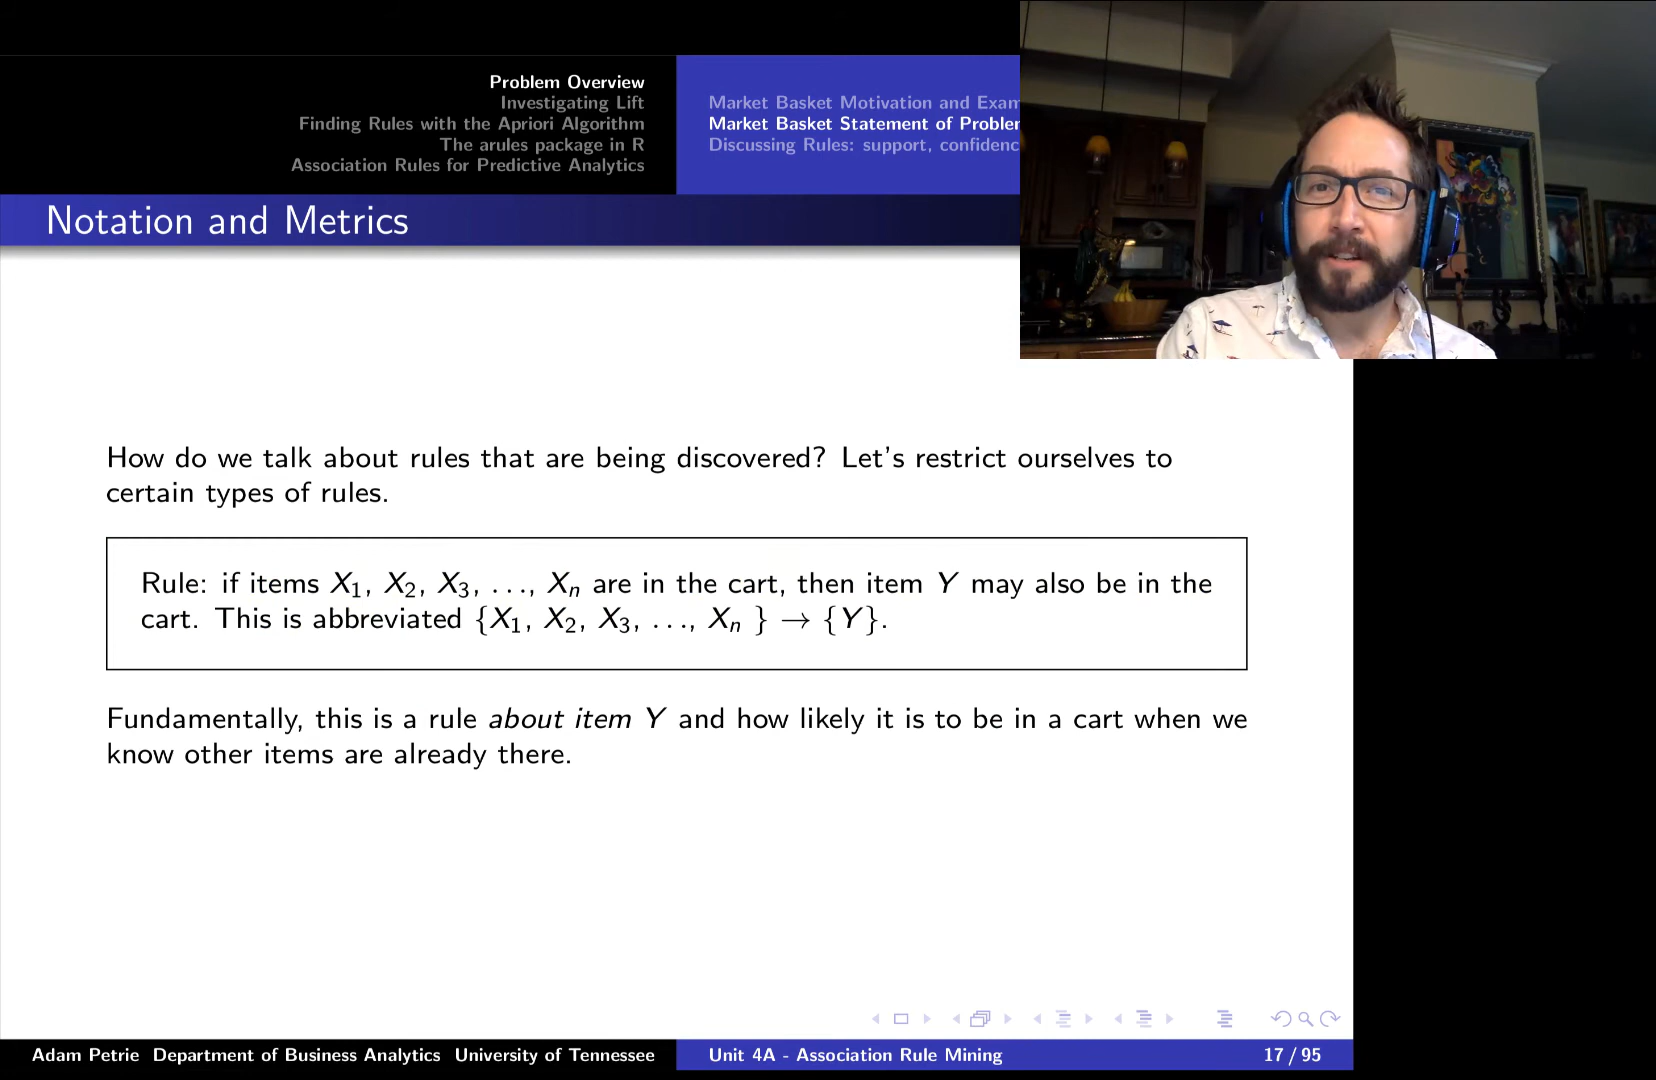 Problem Overview
Investigating Lift
Finding Rules with the Apriori Algorithm
The arules package in R
Association Rules for Predictive Analytics
Market Basket Motivation and Exam
Market Basket Statement of Problem
Discussing Rules: support, confidenc
Notation and Metrics
How do we talk about rules that are being discovered? Let's restrict ourselves to
certain types of rules.
Rule: if items X₁, X₂, X₃, ..., Xₙ are in the cart, then item Y may also be in the
cart. This is abbreviated {X₁, X₂, X₃, ..., Xₙ } → {Y}.
Fundamentally, this is a rule about item Y and how likely it is to be in a cart when we
know other items are already there.
Adam Petrie Department of Business Analytics University of Tennessee
Unit 4A - Association Rule Mining
17 / 95